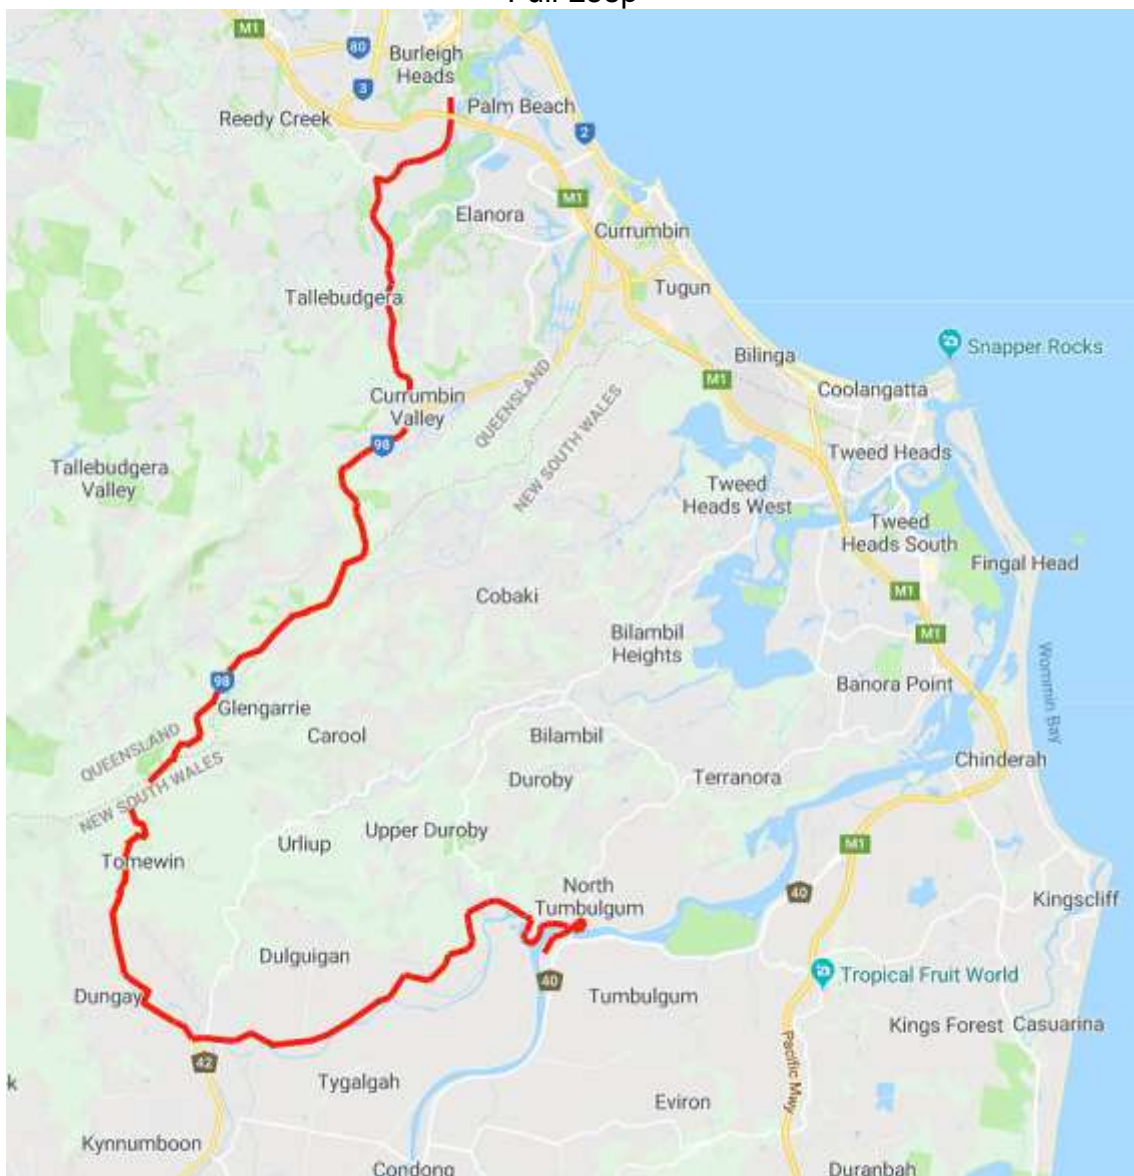 M1
80
Burleigh
Heads
3
Palm Beach
Reedy Creek
2
M1
Elanora
Currumbin
Tallebudgera
Tugun
Snapper Rocks
Bilinga
M1
QUEENSLAND
NEW SOUTH WALES
Coolangatta
Currumbin
Valley
98
Tweed Heads
Tallebudgera
Valley
Tweed
Heads West
Tweed
Heads South
Fingal Head
M1
Cobaki
M1
Bilambil
Heights
Wommin Bay
98
Banora Point
Glengarrie
Carool
Bilambil
QUEENSLAND
NEW SOUTH WALES
Chinderah
Duroby
Terranora
Upper Duroby
Urliup
M1
Tomewin
North
Tumbulgum
40
Kingscliff
Dulguigan
Tropical Fruit World
40
Dungay
Tumbulgum
Kings Forest
Casuarina
42
Pacific Mwy
Tygalgah
k
Eviron
Kynnumboon
Condong
Duranbah